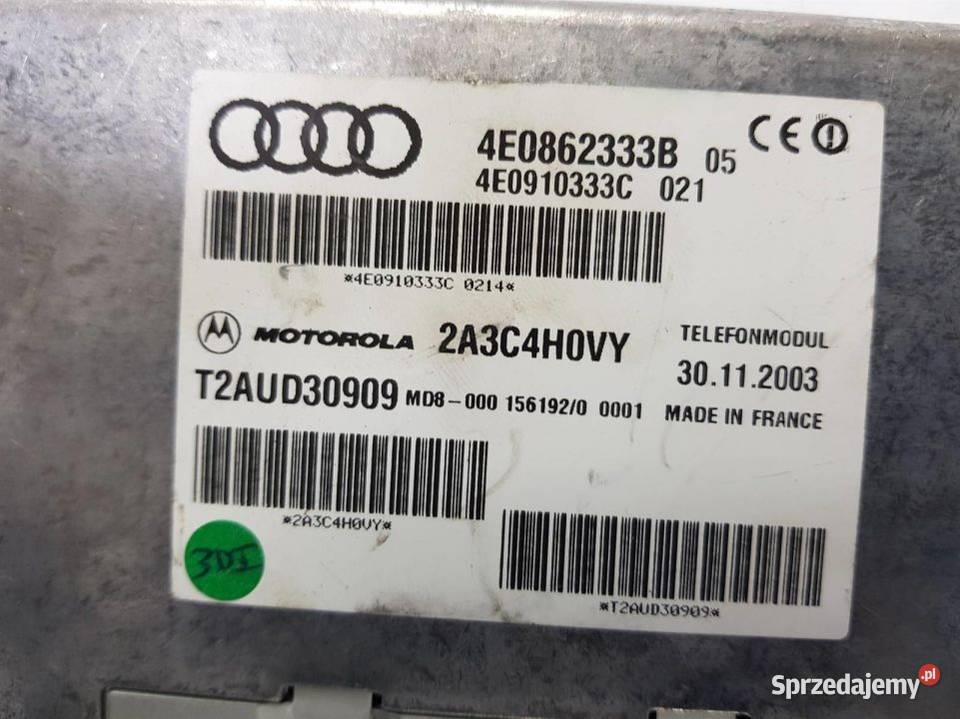 4E0862333B 05 CE
4E0910333C 021
*4E0910333C 0214*
MOTOROLA 2A3C4H0VY TELEFONMODUL
30.11.2003
T2AUD30909 MD8-000 156192/0 0001 MADE IN FRANCE
*2A3C4H0VY*
*T2AUD30909*
Sprzedajemy.pl